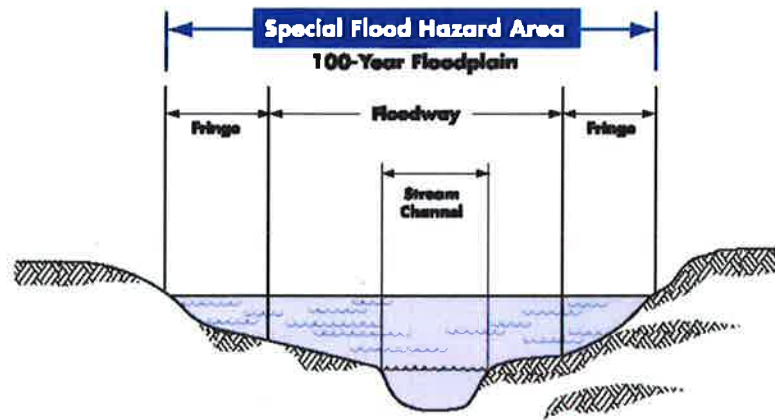 Special Flood Hazard Area
100-Year Floodplain
Fringe
Floodway
Fringe
Stream
Channel